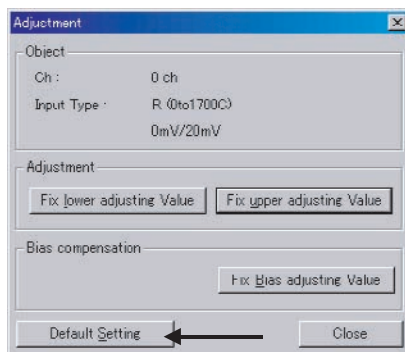 Adjustment
Object
Ch :
0 ch
Input Type :
R (0to1700C)
0mV/20mV
Adjustment
Fix lower adjusting Value
Fix upper adjusting Value
Bias compensation
Fix Bias adjusting Value
Default Setting
Close